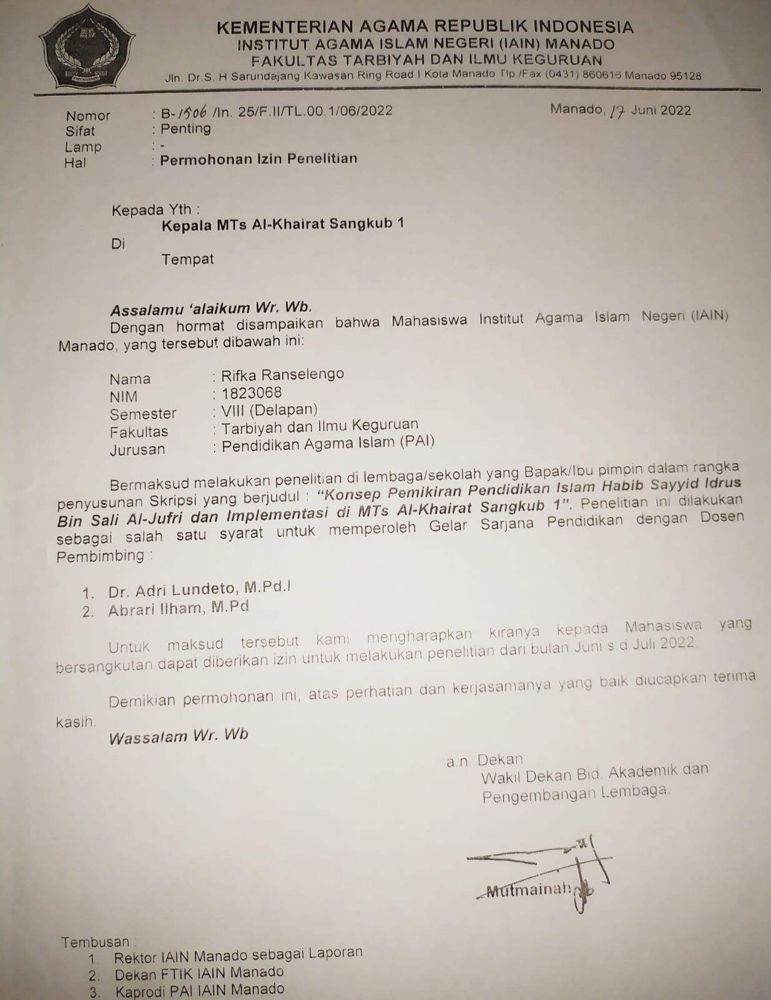 KEMENTERIAN AGAMA REPUBLIK INDONESIA
INSTITUT AGAMA ISLAM NEGERI (IAIN) MANADO
FAKULTAS TARBIYAH DAN ILMU KEGURUAN
Jln. Dr.S. H Sarundajang Kawasan Ring Road I Kota Manado Tlp /Fax (0431) 860616 Manado 95128
Nomor : B-1506 /In. 25/F.II/TL.00.1/06/2022 Manado, 17 Juni 2022
Sifat : Penting
Lamp : -
Hal : Permohonan Izin Penelitian
Kepada Yth :
Kepala MTs Al-Khairat Sangkub 1
Di
Tempat
Assalamu ‘alaikum Wr. Wb.
Dengan hormat disampaikan bahwa Mahasiswa Institut Agama Islam Negeri (IAIN)
Manado, yang tersebut dibawah ini:
Nama : Rifka Ranselengo
NIM : 1823068
Semester : VIII (Delapan)
Fakultas : Tarbiyah dan Ilmu Keguruan
Jurusan : Pendidikan Agama Islam (PAI)
Bermaksud melakukan penelitian di lembaga/sekolah yang Bapak/Ibu pimpin dalam rangka
penyusunan Skripsi yang berjudul : “Konsep Pemikiran Pendidikan Islam Habib Sayyid Idrus
Bin Sali Al-Jufri dan Implementasi di MTs Al-Khairat Sangkub 1”. Penelitian ini dilakukan
sebagai salah satu syarat untuk memperoleh Gelar Sarjana Pendidikan dengan Dosen
Pembimbing :
1. Dr. Adri Lundeto, M.Pd.I
2. Abrari Ilham, M.Pd
Untuk maksud tersebut kami mengharapkan kiranya kepada Mahasiswa yang
bersangkutan dapat diberikan izin untuk melakukan penelitian dari bulan Juni s.d Juli 2022
Demikian permohonan ini, atas perhatian dan kerjasamanya yang baik diucapkan terima
kasih.
Wassalam Wr. Wb
a.n. Dekan
Wakil Dekan Bid. Akademik dan
Pengembangan Lembaga,
Mutmainah
Tembusan :
1. Rektor IAIN Manado sebagai Laporan
2. Dekan FTIK IAIN Manado
3. Kaprodi PAI IAIN Manado